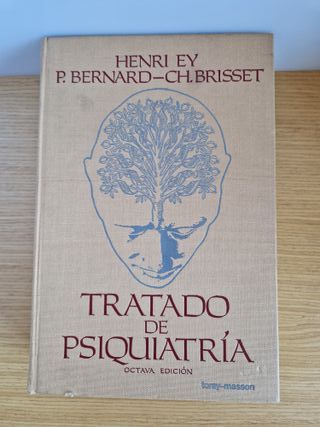 HENRI EY
P. BERNARD-CH. BRISSET
TRATADO
DE
PSIQUIATRÍA
OCTAVA EDICIÓN
toray-masson